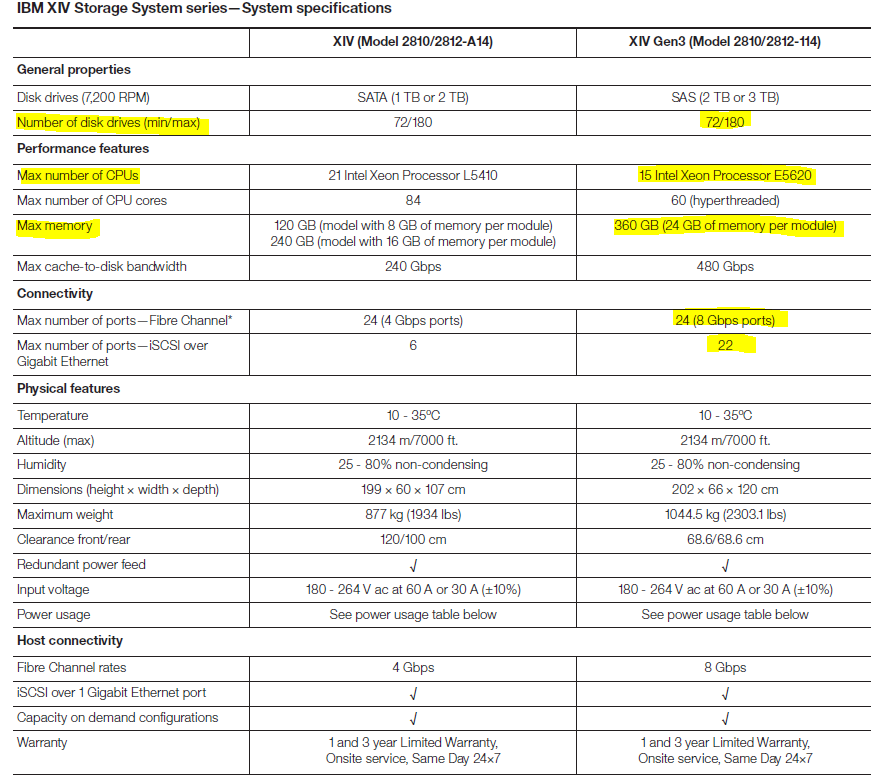 IBM XIV Storage System series—System specifications
XIV (Model 2810/2812-A14) XIV Gen3 (Model 2810/2812-114)
General properties
Disk drives (7,200 RPM) SATA (1 TB or 2 TB) SAS (2 TB or 3 TB)
Number of disk drives (min/max) 72/180 72/180
Performance features
Max number of CPUs 21 Intel Xeon Processor L5410 15 Intel Xeon Processor E5620
Max number of CPU cores 84 60 (hyperthreaded)
Max memory 120 GB (model with 8 GB of memory per module) 360 GB (24 GB of memory per module)
240 GB (model with 16 GB of memory per module)
Max cache-to-disk bandwidth 240 Gbps 480 Gbps
Connectivity
Max number of ports—Fibre Channel* 24 (4 Gbps ports) 24 (8 Gbps ports)
Max number of ports—iSCSI over 6 22
Gigabit Ethernet
Physical features
Temperature 10 - 35ºC 10 - 35ºC
Altitude (max) 2134 m/7000 ft. 2134 m/7000 ft.
Humidity 25 - 80% non-condensing 25 - 80% non-condensing
Dimensions (height × width × depth) 199 × 60 × 107 cm 202 × 66 × 120 cm
Maximum weight 877 kg (1934 lbs) 1044.5 kg (2303.1 lbs)
Clearance front/rear 120/100 cm 68.6/68.6 cm
Redundant power feed √ √
Input voltage 180 - 264 V ac at 60 A or 30 A (±10%) 180 - 264 V ac at 60 A or 30 A (±10%)
Power usage See power usage table below See power usage table below
Host connectivity
Fibre Channel rates 4 Gbps 8 Gbps
iSCSI over 1 Gigabit Ethernet port √ √
Capacity on demand configurations √ √
Warranty 1 and 3 year Limited Warranty, 1 and 3 year Limited Warranty,
Onsite service, Same Day 24×7 Onsite service, Same Day 24×7